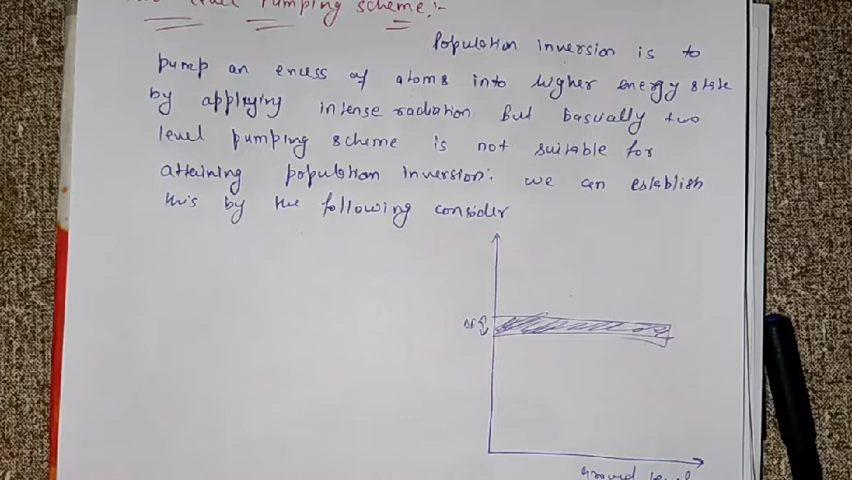 level Pumping scheme:-
Population inversion is to
pump an excess of atoms into higher energy state
by applying intense radiation But basically two
level pumping scheme is not suitable for
attaining population inversion. we can establish
this by the following consider
ΔE
Ground level